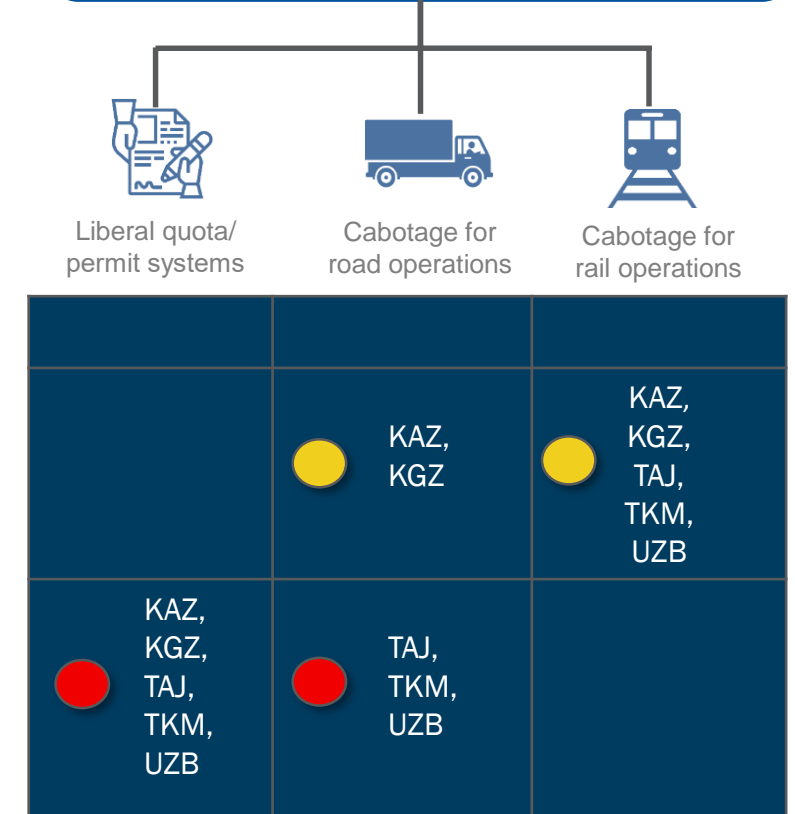 Liberal quota/
permit systems
Cabotage for
road operations
Cabotage for
rail operations
KAZ,
KGZ
KAZ,
KGZ,
TAJ,
TKM,
UZB
KAZ,
KGZ,
TAJ,
TKM,
UZB
TAJ,
TKM,
UZB